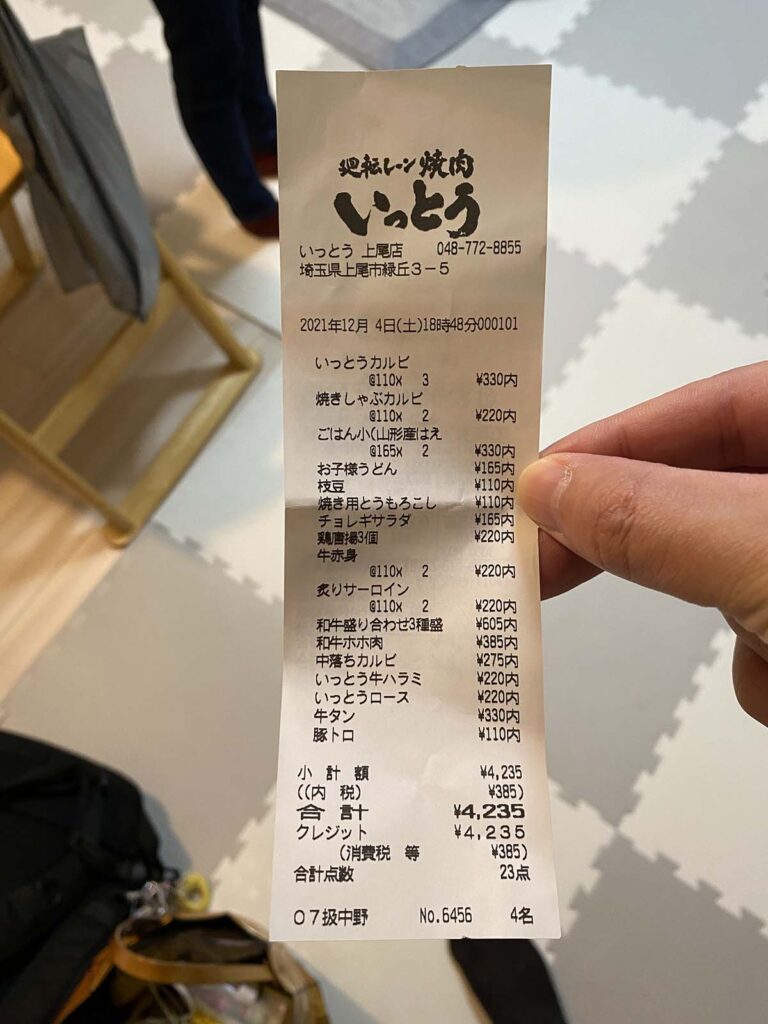 廻転レーン焼肉
いっとう
いっとう 上尾店 048-772-8855
埼玉県上尾市緑丘3-5
2021年12月 4日(土)18時48分000101
いっとうカルビ
@110x 3 ¥330内
焼きしゃぶカルビ
@110x 2 ¥220内
ごはん小(山形産はえ
@165x 2 ¥330内
お子様うどん ¥165内
枝豆 ¥110内
焼き用とうもろこし ¥110内
チョレギサラダ ¥165内
鶏唐揚3個 ¥220内
牛赤身
@110x 2 ¥220内
炙りサーロイン
@110x 2 ¥220内
和牛盛り合わせ3種盛 ¥605内
和牛ホホ肉 ¥385内
中落ちカルビ ¥275内
いっとう牛ハラミ ¥220内
いっとうロース ¥220内
牛タン ¥330内
豚トロ ¥110内
小 計 額 ¥4,235
((内 税) ¥385)
合 計 ¥4,235
クレジット ¥4,235
(消費税 等 ¥385)
合計点数 23点
07扱中野 No.6456 4名